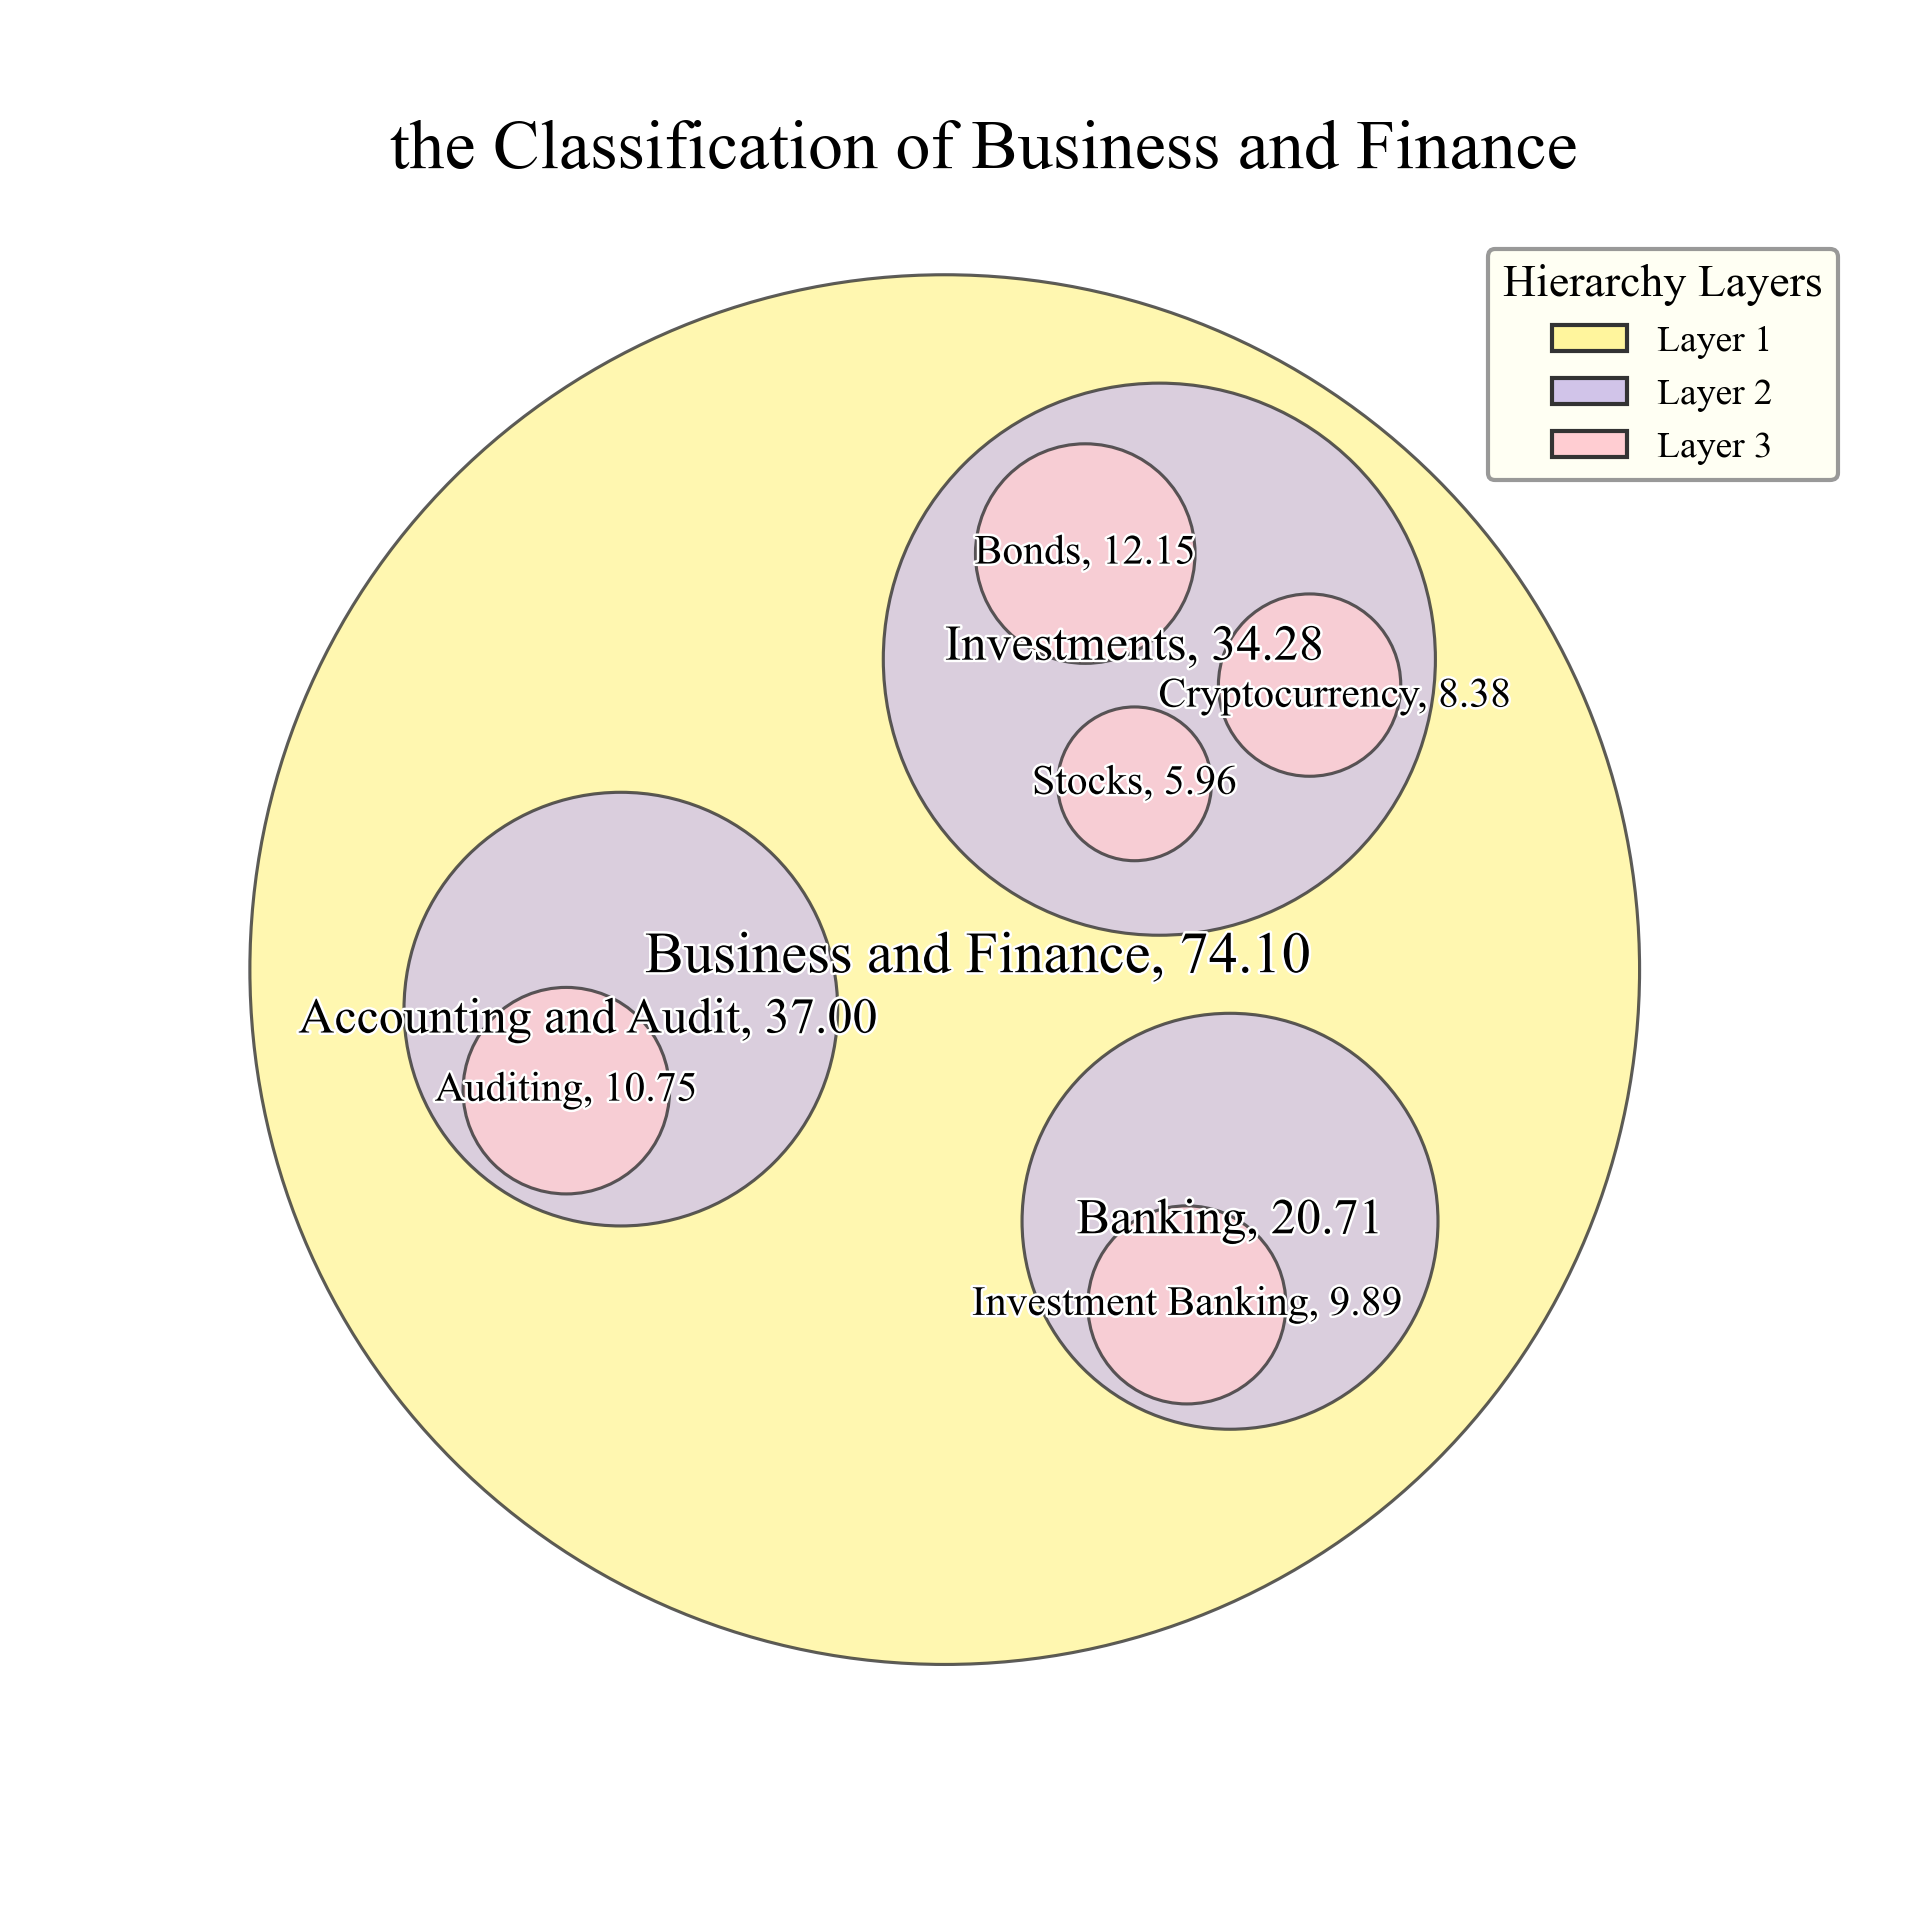 the Classification of Business and Finance
Hierarchy Layers
Layer 1
Layer 2
Layer 3
Bonds, 12.15
Investments, 34.28
Cryptocurrency, 8.38
Stocks, 5.96
Business and Finance, 74.10
Accounting and Audit, 37.00
Auditing, 10.75
Banking, 20.71
Investment Banking, 9.89